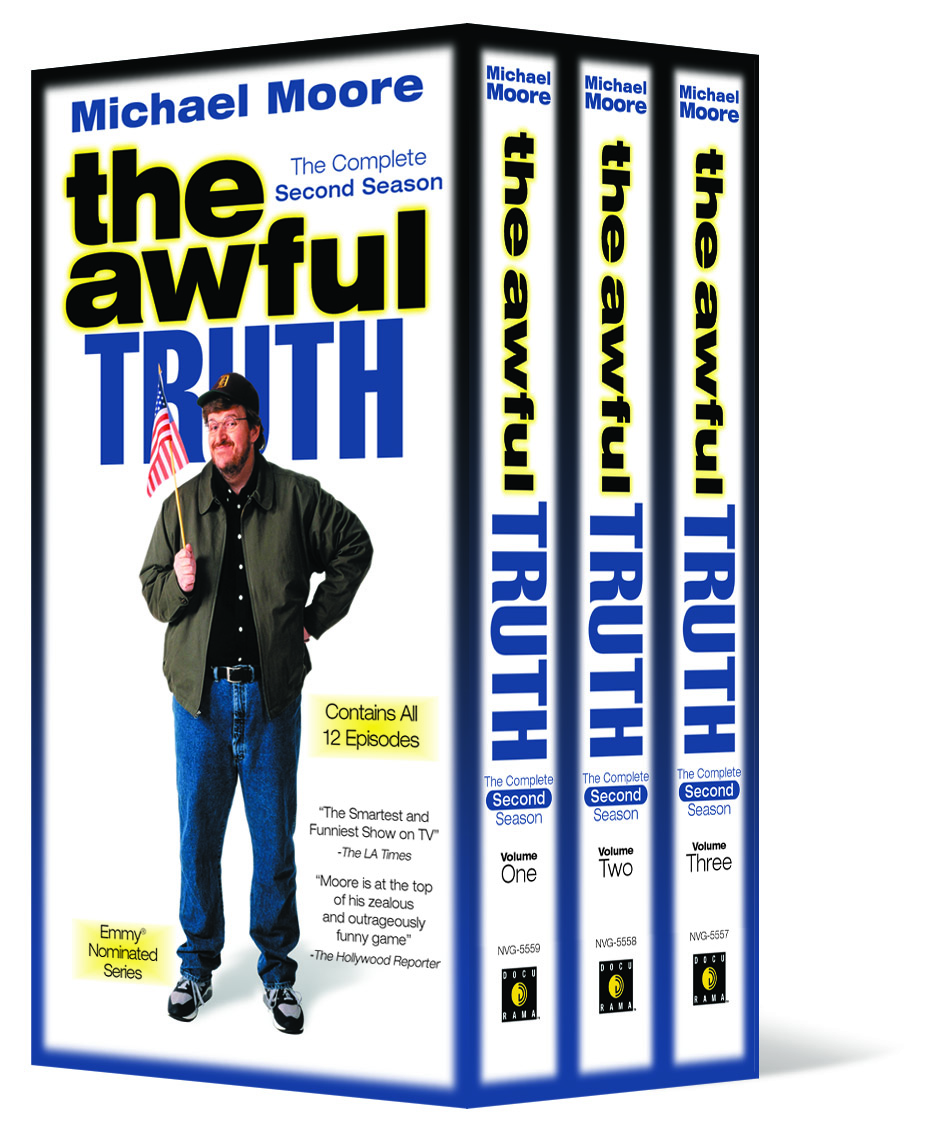 Michael Moore
the
The Complete
Second Season
awful
TRUTH
Contains All
12 Episodes
“The Smartest and
Funniest Show on TV”
-The LA Times
“Moore is at the top
of his zealous
and outrageously
funny game”
-The Hollywood Reporter
Emmy®
Nominated
Series
Michael
Moore
the awful
TRUTH
The Complete
Second
Season
Volume
One
NVG-5559
DOCU
RAMA™
Michael
Moore
the awful
TRUTH
The Complete
Second
Season
Volume
Two
NVG-5558
DOCU
RAMA™
Michael
Moore
the awful
TRUTH
The Complete
Second
Season
Volume
Three
NVG-5557
DOCU
RAMA™